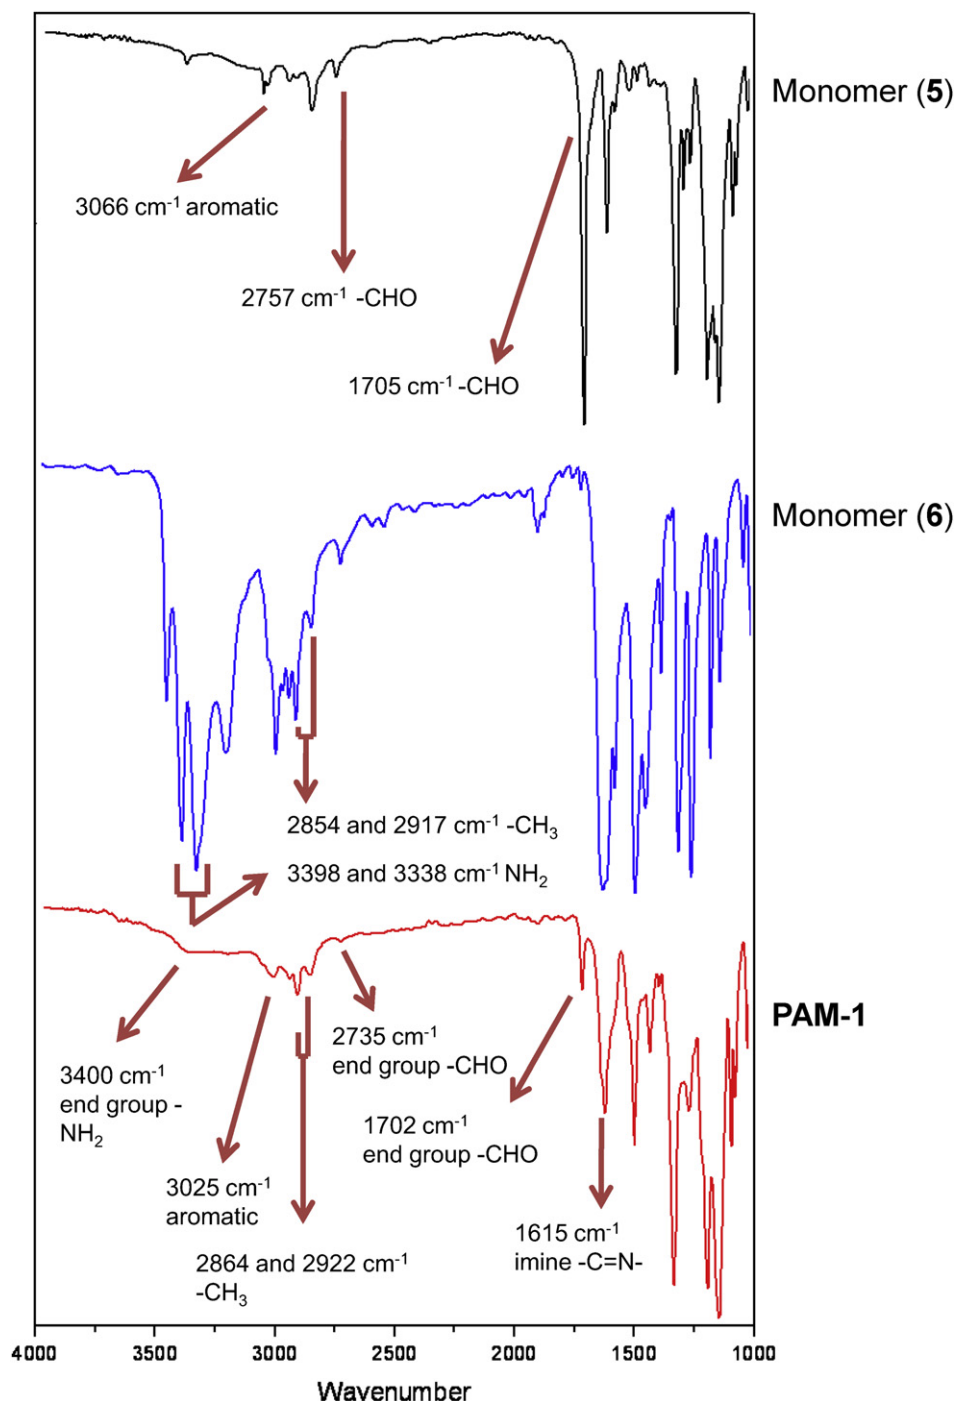 Monomer (5)
3066 cm⁻¹ aromatic
2757 cm⁻¹ -CHO
1705 cm⁻¹ -CHO
Monomer (6)
2854 and 2917 cm⁻¹ -CH₃
3398 and 3338 cm⁻¹ NH₂
PAM-1
2735 cm⁻¹
end group -CHO
3400 cm⁻¹
end group -
NH₂
1702 cm⁻¹
end group -CHO
3025 cm⁻¹
aromatic
1615 cm⁻¹
imine -C=N-
2864 and 2922 cm⁻¹
-CH₃
4000 3500 3000 2500 2000 1500 1000
Wavenumber